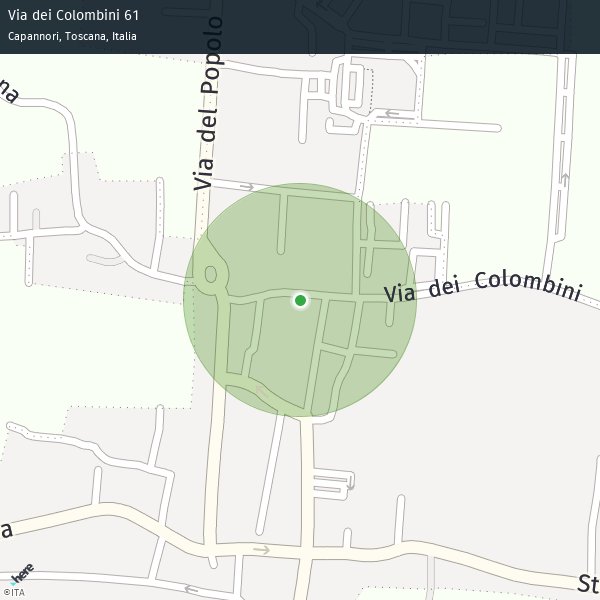 Via dei Colombini 61
Capannori, Toscana, Italia
na
Via del Popolo
Via dei Colombini
a
St
here
©ITA